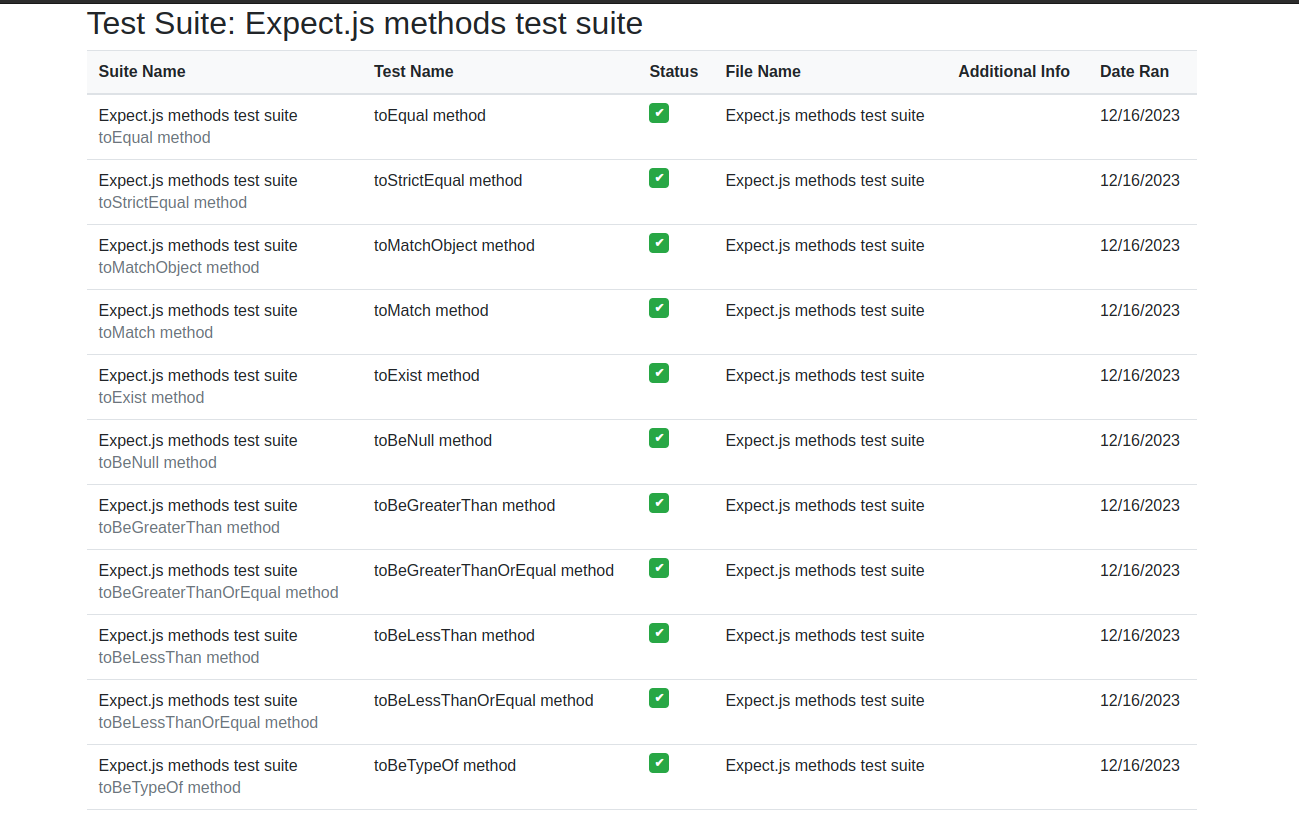 Test Suite: Expect.js methods test suite
Suite Name Test Name Status File Name Additional Info Date Ran
Expect.js methods test suite toEqual method ✔ Expect.js methods test suite 12/16/2023
toEqual method
Expect.js methods test suite toStrictEqual method ✔ Expect.js methods test suite 12/16/2023
toStrictEqual method
Expect.js methods test suite toMatchObject method ✔ Expect.js methods test suite 12/16/2023
toMatchObject method
Expect.js methods test suite toMatch method ✔ Expect.js methods test suite 12/16/2023
toMatch method
Expect.js methods test suite toExist method ✔ Expect.js methods test suite 12/16/2023
toExist method
Expect.js methods test suite toBeNull method ✔ Expect.js methods test suite 12/16/2023
toBeNull method
Expect.js methods test suite toBeGreaterThan method ✔ Expect.js methods test suite 12/16/2023
toBeGreaterThan method
Expect.js methods test suite toBeGreaterThanOrEqual method ✔ Expect.js methods test suite 12/16/2023
toBeGreaterThanOrEqual method
Expect.js methods test suite toBeLessThan method ✔ Expect.js methods test suite 12/16/2023
toBeLessThan method
Expect.js methods test suite toBeLessThanOrEqual method ✔ Expect.js methods test suite 12/16/2023
toBeLessThanOrEqual method
Expect.js methods test suite toBeTypeOf method ✔ Expect.js methods test suite 12/16/2023
toBeTypeOf method